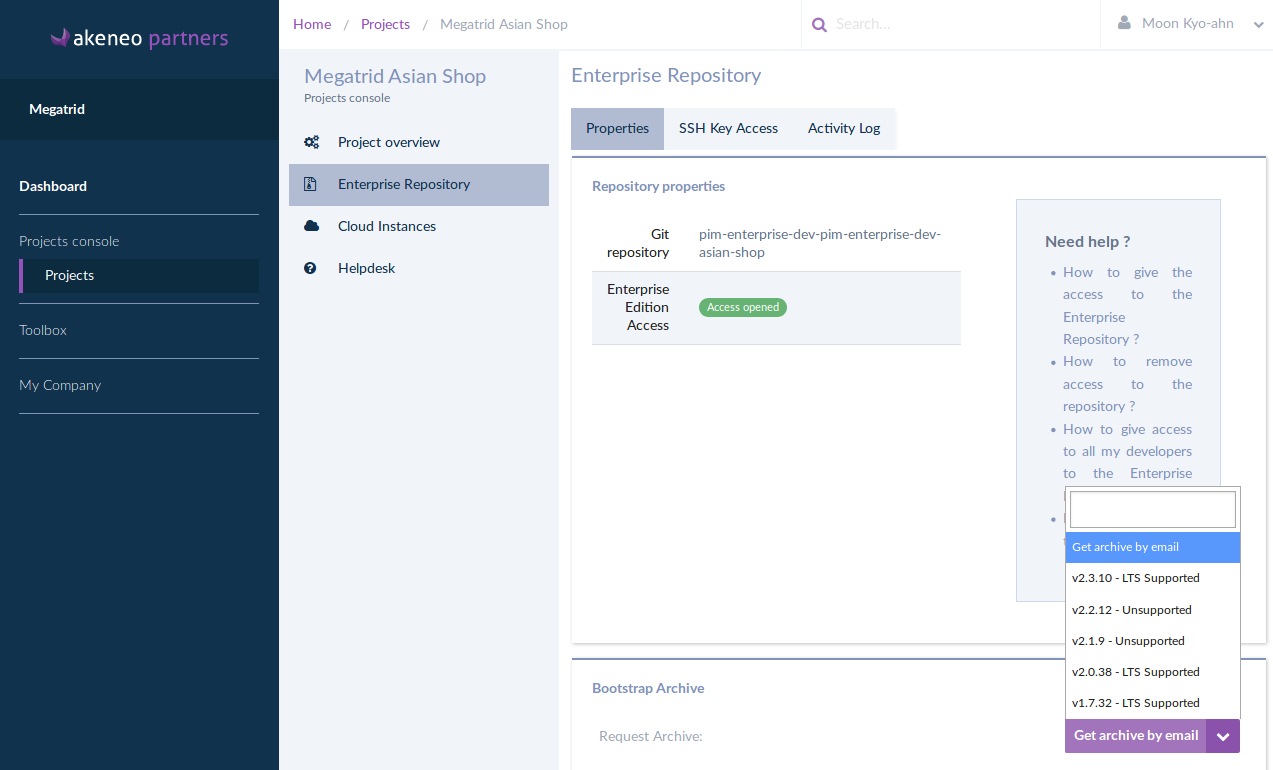 akeneo partners
Megatrid
Dashboard
Projects console
Projects
Toolbox
My Company
Home / Projects / Megatrid Asian Shop
Search...
Moon Kyo-ahn
Megatrid Asian Shop
Projects console
Project overview
Enterprise Repository
Cloud Instances
Helpdesk
Enterprise Repository
Properties SSH Key Access Activity Log
Repository properties
Git
repository
pim-enterprise-dev-pim-enterprise-dev-
asian-shop
Enterprise
Edition
Access
Access opened
Need help ?
• How to give the
access to the
Enterprise
Repository ?
• How to remove
access to the
repository ?
• How to give access
to all my developers
to the Enterprise
Get archive by email
v2.3.10 - LTS Supported
v2.2.12 - Unsupported
v2.1.9 - Unsupported
v2.0.38 - LTS Supported
v1.7.32 - LTS Supported
Bootstrap Archive
Request Archive:
Get archive by email